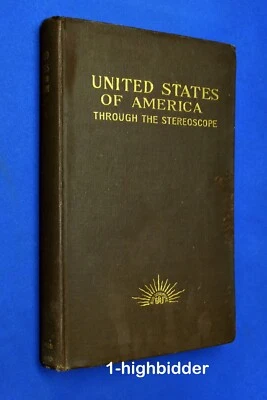 UNITED STATES
OF AMERICA
THROUGH THE STEREOSCOPE
1-highbidder